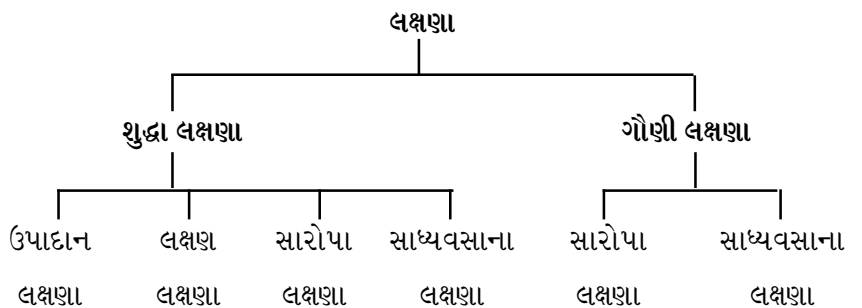 લક્ષણા
શુદ્ધા લક્ષણા ગૌણી લક્ષણા
ઉપાદાન લક્ષણ સારોપા સાધ્યવસાના સારોપા સાધ્યવસાના
લક્ષણા લક્ષણા લક્ષણા લક્ષણા લક્ષણા લક્ષણા